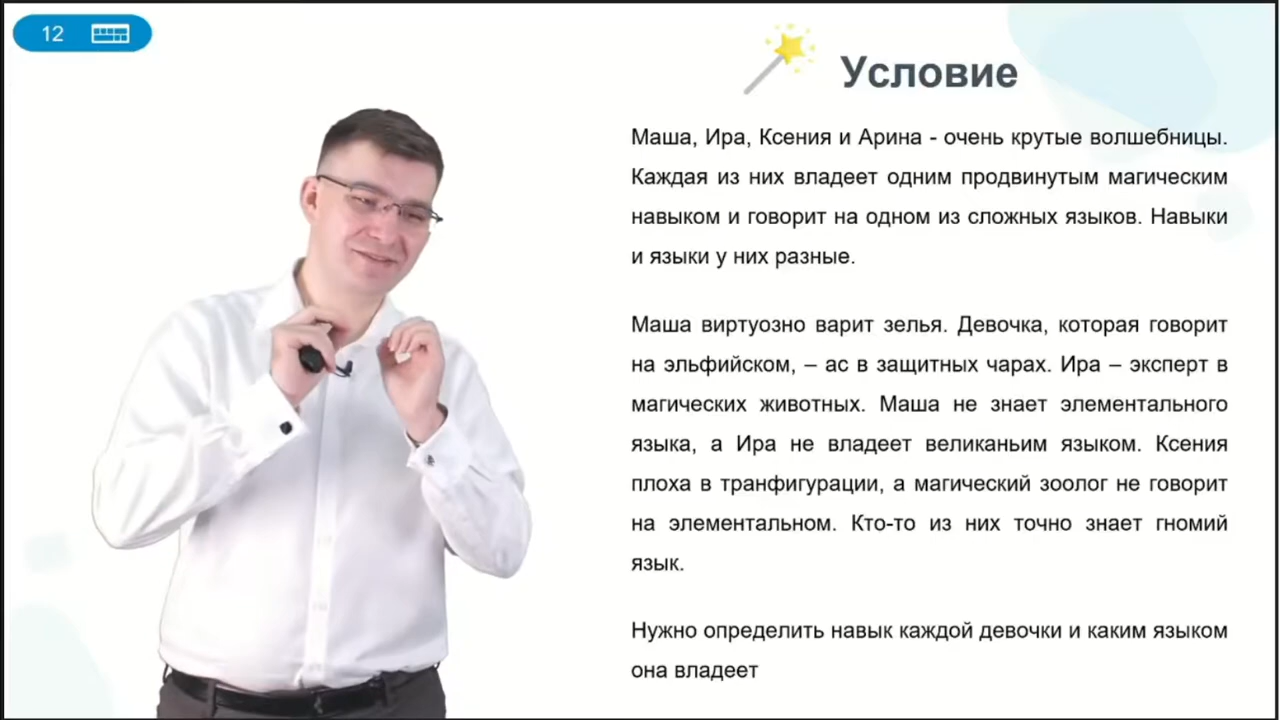 12
Условие
Маша, Ира, Ксения и Арина - очень крутые волшебницы.
Каждая из них владеет одним продвинутым магическим
навыком и говорит на одном из сложных языков. Навыки
и языки у них разные.
Маша виртуозно варит зелья. Девочка, которая говорит
на эльфийском, – ас в защитных чарах. Ира – эксперт в
магических животных. Маша не знает элементального
языка, а Ира не владеет великаньим языком. Ксения
плоха в транфигурации, а магический зоолог не говорит
на элементальном. Кто-то из них точно знает гномий
язык.
Нужно определить навык каждой девочки и каким языком
она владеет